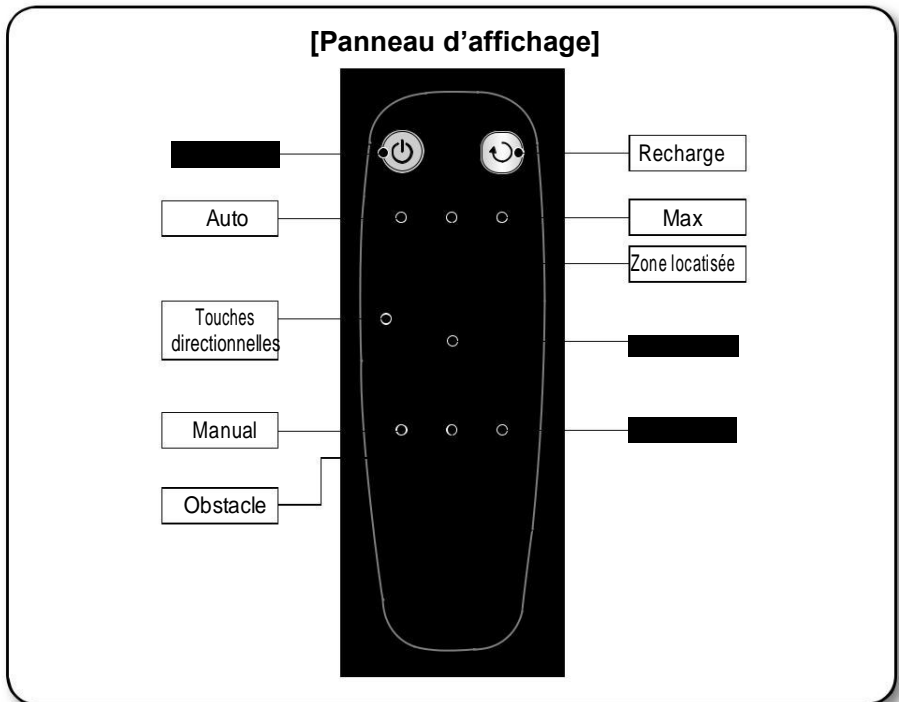 [Panneau d’affichage]
Recharge
Auto
Max
Zone locatisée
Touches
directionnelles
Manual
Obstacle